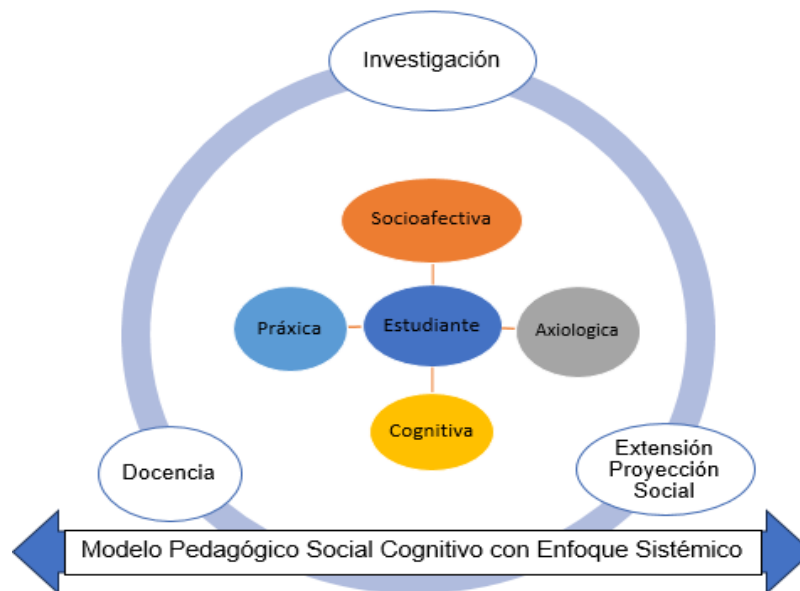 Investigación
Socioafectiva
Práxica
Estudiante
Axiologica
Cognitiva
Docencia
Extensión
Proyección
Social
Modelo Pedagógico Social Cognitivo con Enfoque Sistémico